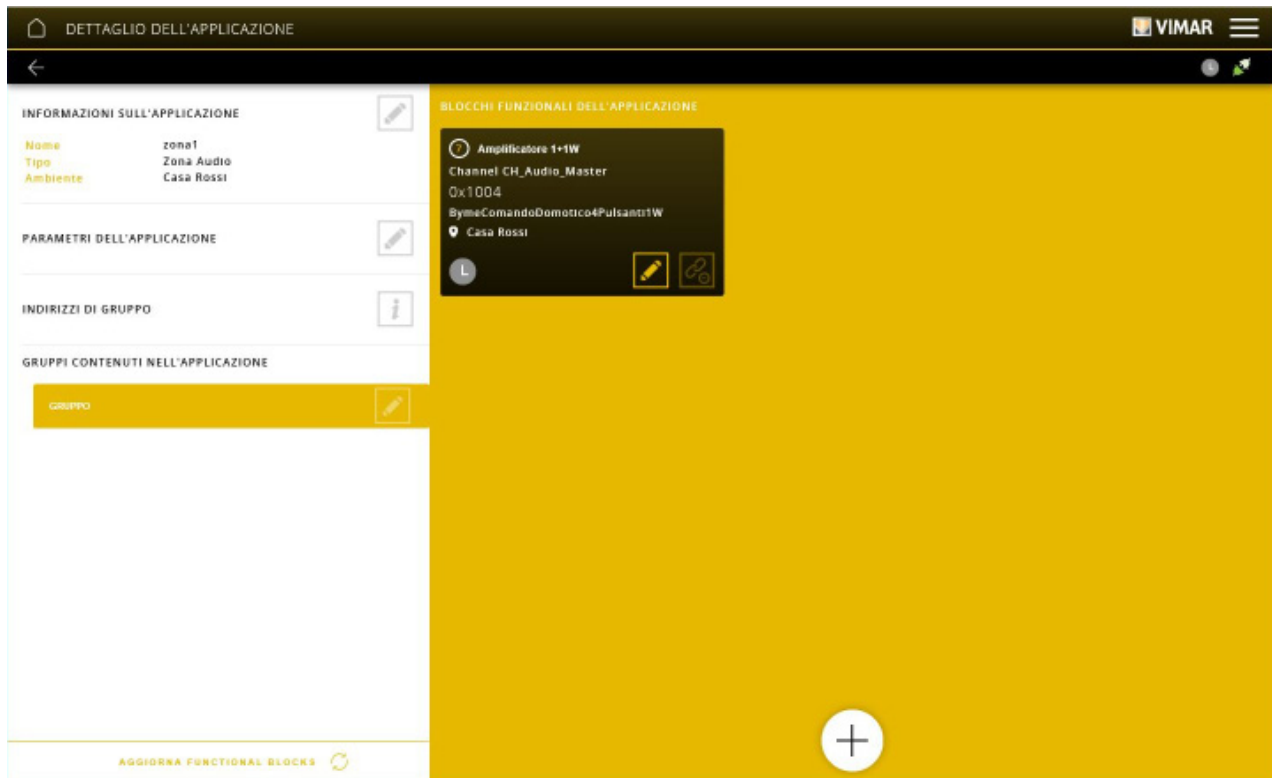 DETTAGLIO DELL'APPLICAZIONE
VIMAR
INFORMAZIONI SULL'APPLICAZIONE
Nome zona1
Tipo Zona Audio
Ambiente Casa Rossi
PARAMETRI DELL'APPLICAZIONE
INDIRIZZI DI GRUPPO
i
GRUPPI CONTENUTI NELL'APPLICAZIONE
GRUPPO
AGGIORNA FUNCTIONAL BLOCKS
BLOCCHI FUNZIONALI DELL'APPLICAZIONE
7 Amplificatore 1+1W
Channel CH_Audio_Master
0x1004
BymeComandoDomotico4Pulsanti1W
Casa Rossi
L